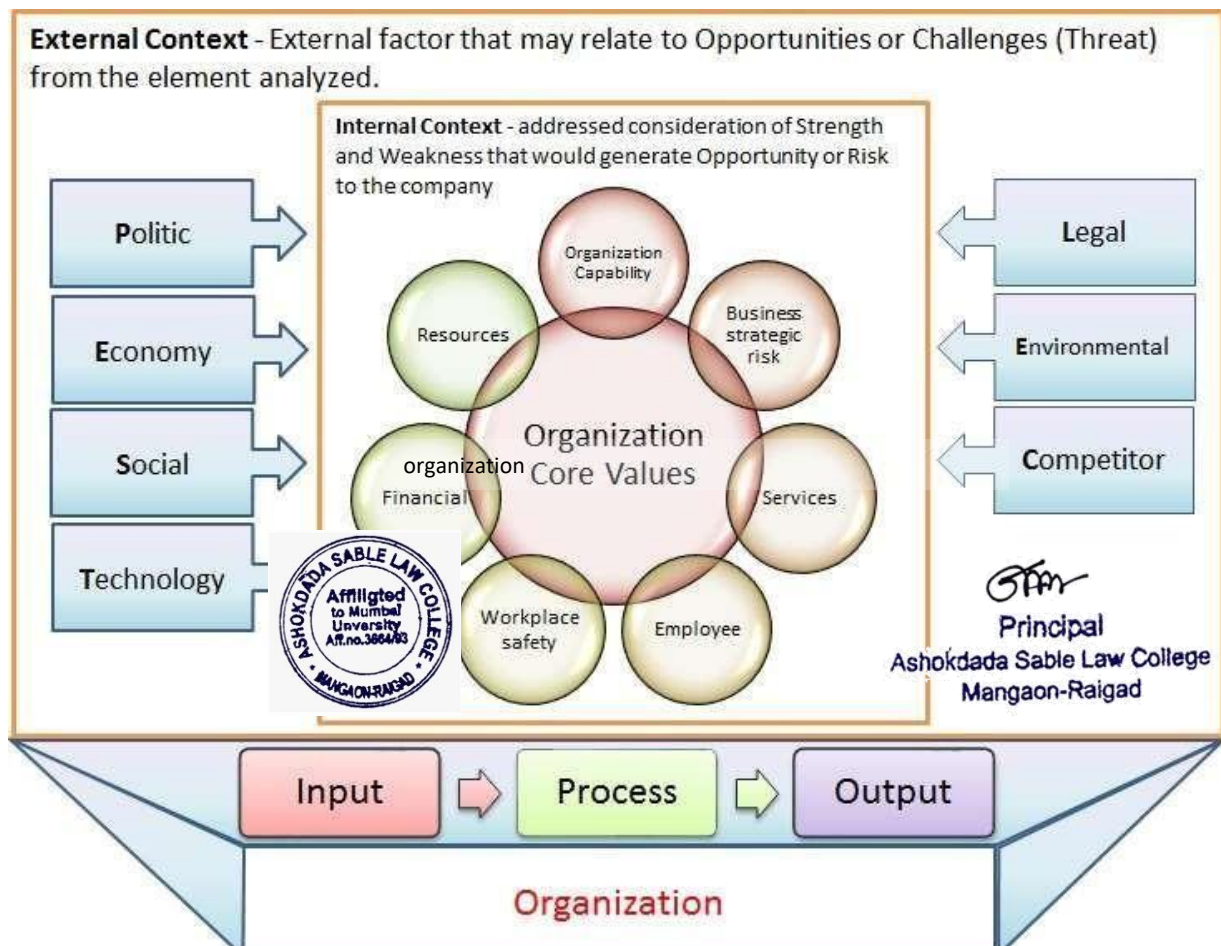 External Context - External factor that may relate to Opportunities or Challenges (Threat)
from the element analyzed.
Internal Context - addressed consideration of Strength
and Weakness that would generate Opportunity or Risk
to the company
Politic
Economy
Social
Technology
Organization
Capability
Resources
Business
strategic
risk
Organization
Core Values
organization
Financial
Services
Workplace
safety
Employee
Legal
Environmental
Competitor
ASHOKDADA SABLE LAW COLLEGE
Affiligted
to Mumbai
Unversity
Aff.no.3664/93
MANGAON-RAIGAD
Principal
Ashokdada Sable Law College
Mangaon-Raigad
Input
Process
Output
Organization